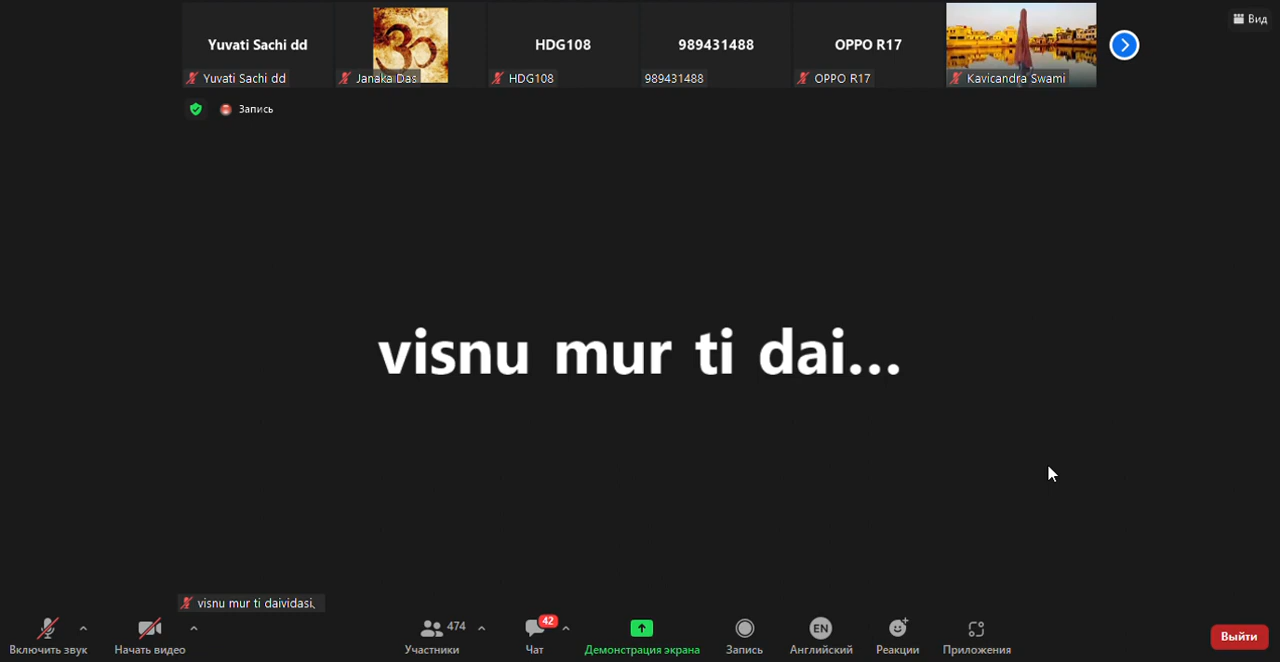 Yuvati Sachi dd
HDG108
989431488
OPPO R17
Вид
Yuvati Sachi dd
Janaka Das
HDG108
989431488
OPPO R17
Kavicandra Swami
Запись
visnu mur ti dai...
visnu mur ti daividasi、
474
42
EN
Включить звук
Начать видео
Участники
Чат
Демонстрация экрана
Запись
Английский
Реакции
Приложения
Выйти